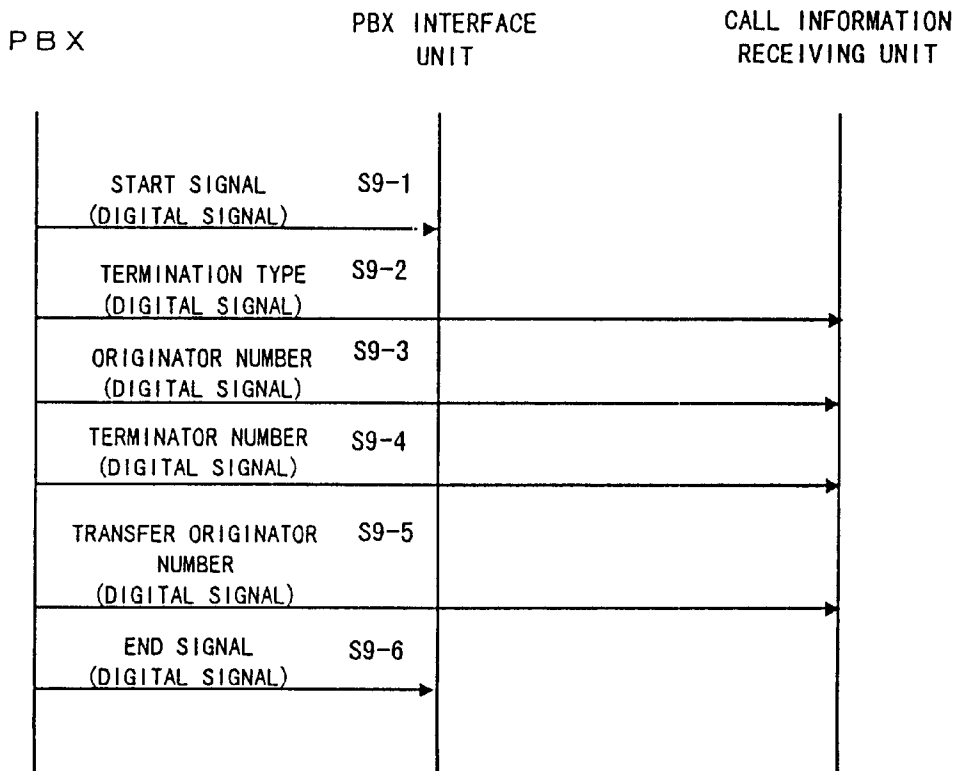 PBX
PBX INTERFACE
UNIT
CALL INFORMATION
RECEIVING UNIT
START SIGNAL
(DIGITAL SIGNAL)
S9-1
TERMINATION TYPE
(DIGITAL SIGNAL)
S9-2
ORIGINATOR NUMBER
(DIGITAL SIGNAL)
S9-3
TERMINATOR NUMBER
(DIGITAL SIGNAL)
S9-4
TRANSFER ORIGINATOR
NUMBER
(DIGITAL SIGNAL)
S9-5
END SIGNAL
(DIGITAL SIGNAL)
S9-6